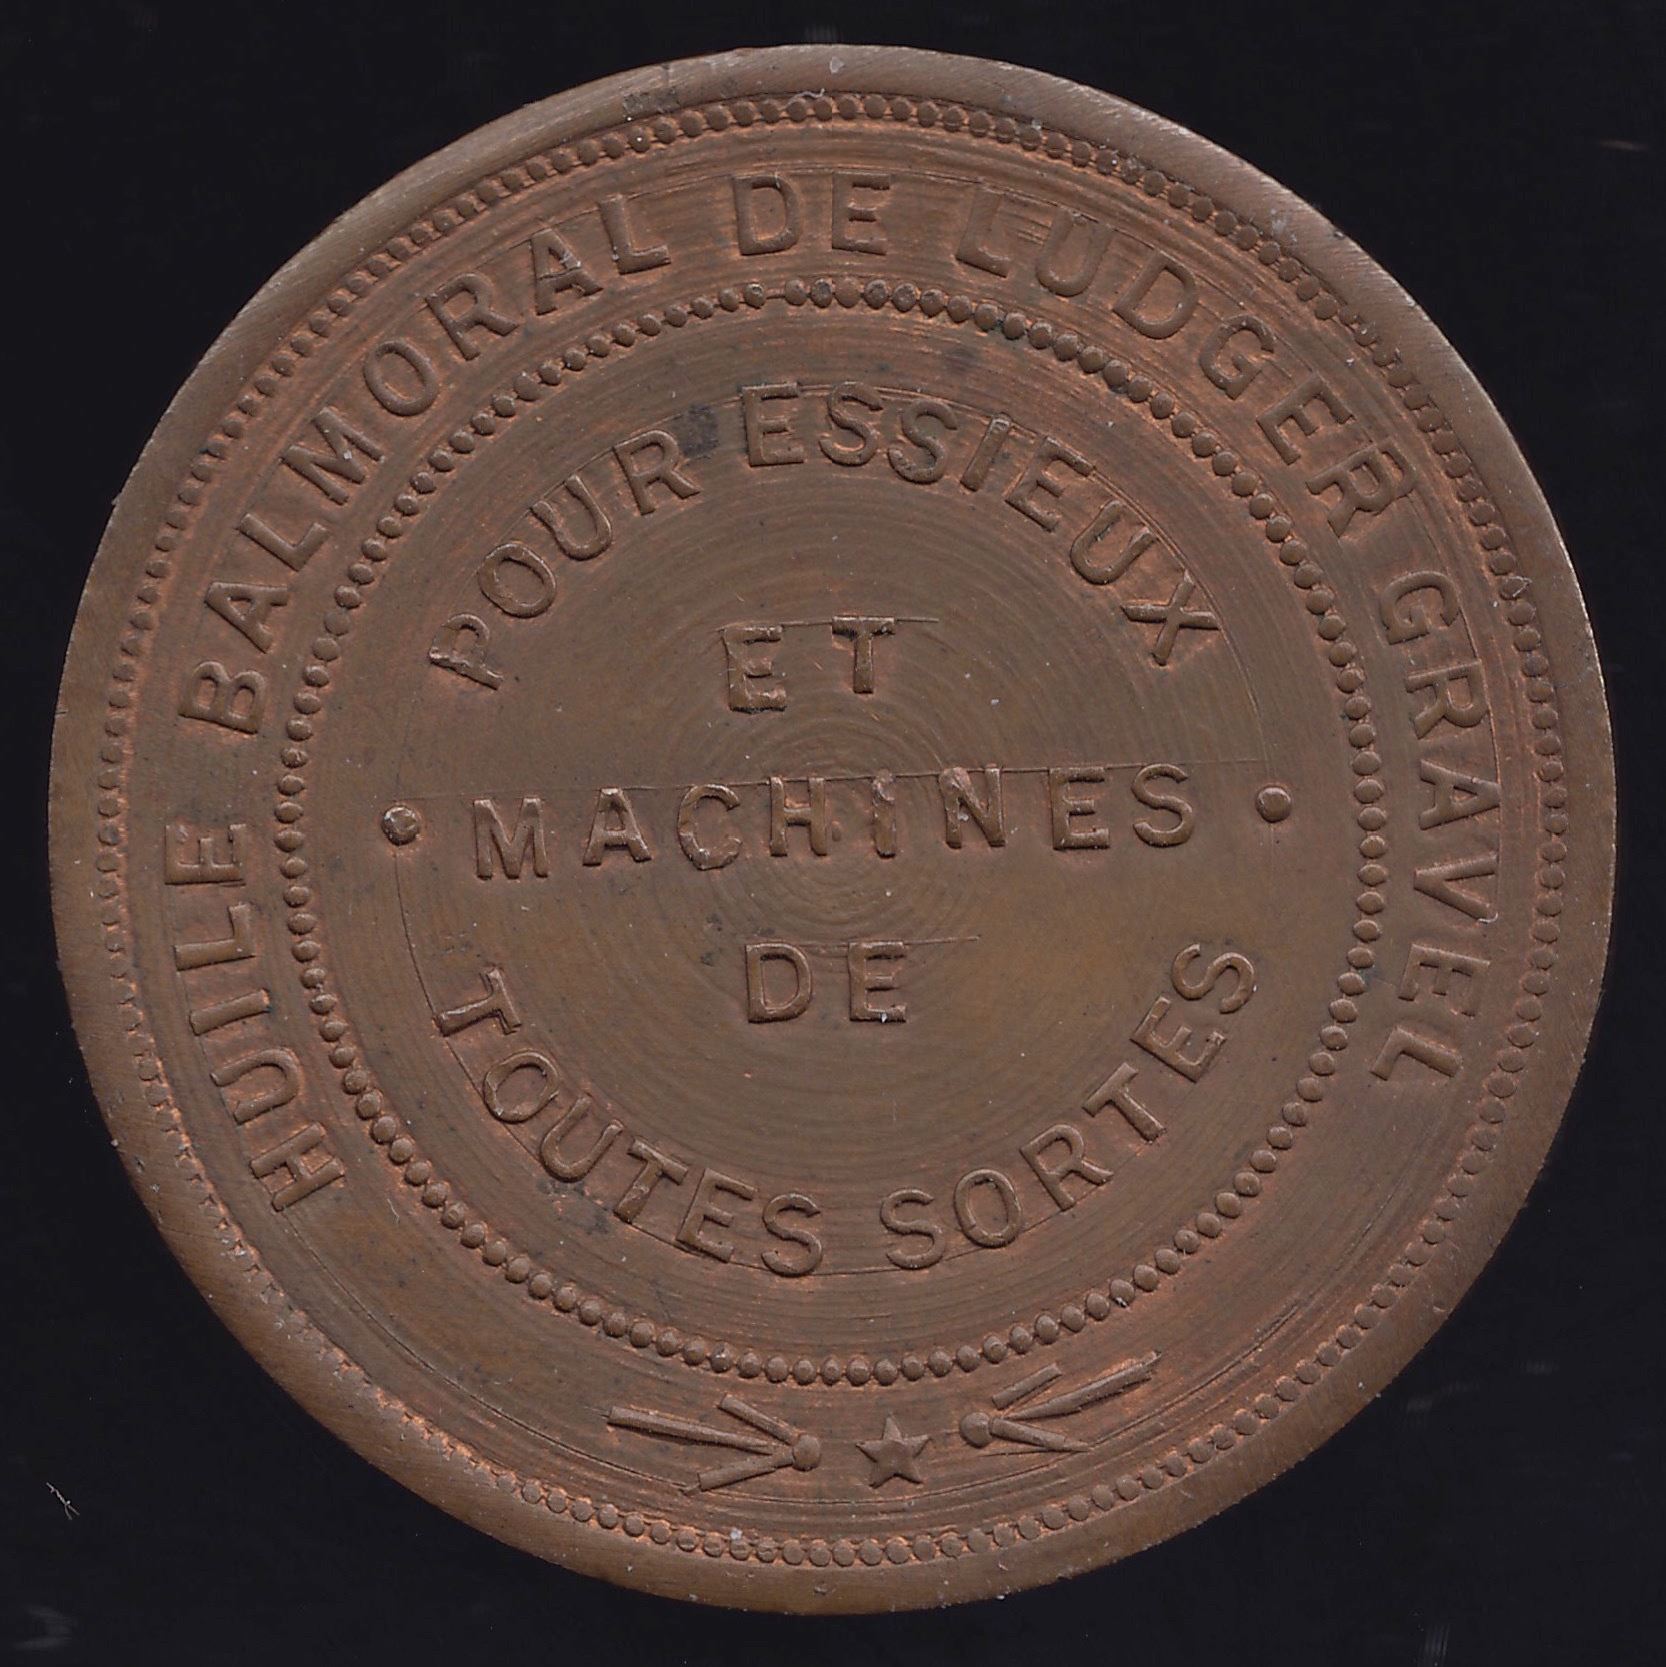 HUILE BALMORAL DE LUDGER GRAVEL
POUR ESSIEUX
ET
• MACHINES •
DE
TOUTES SORTES